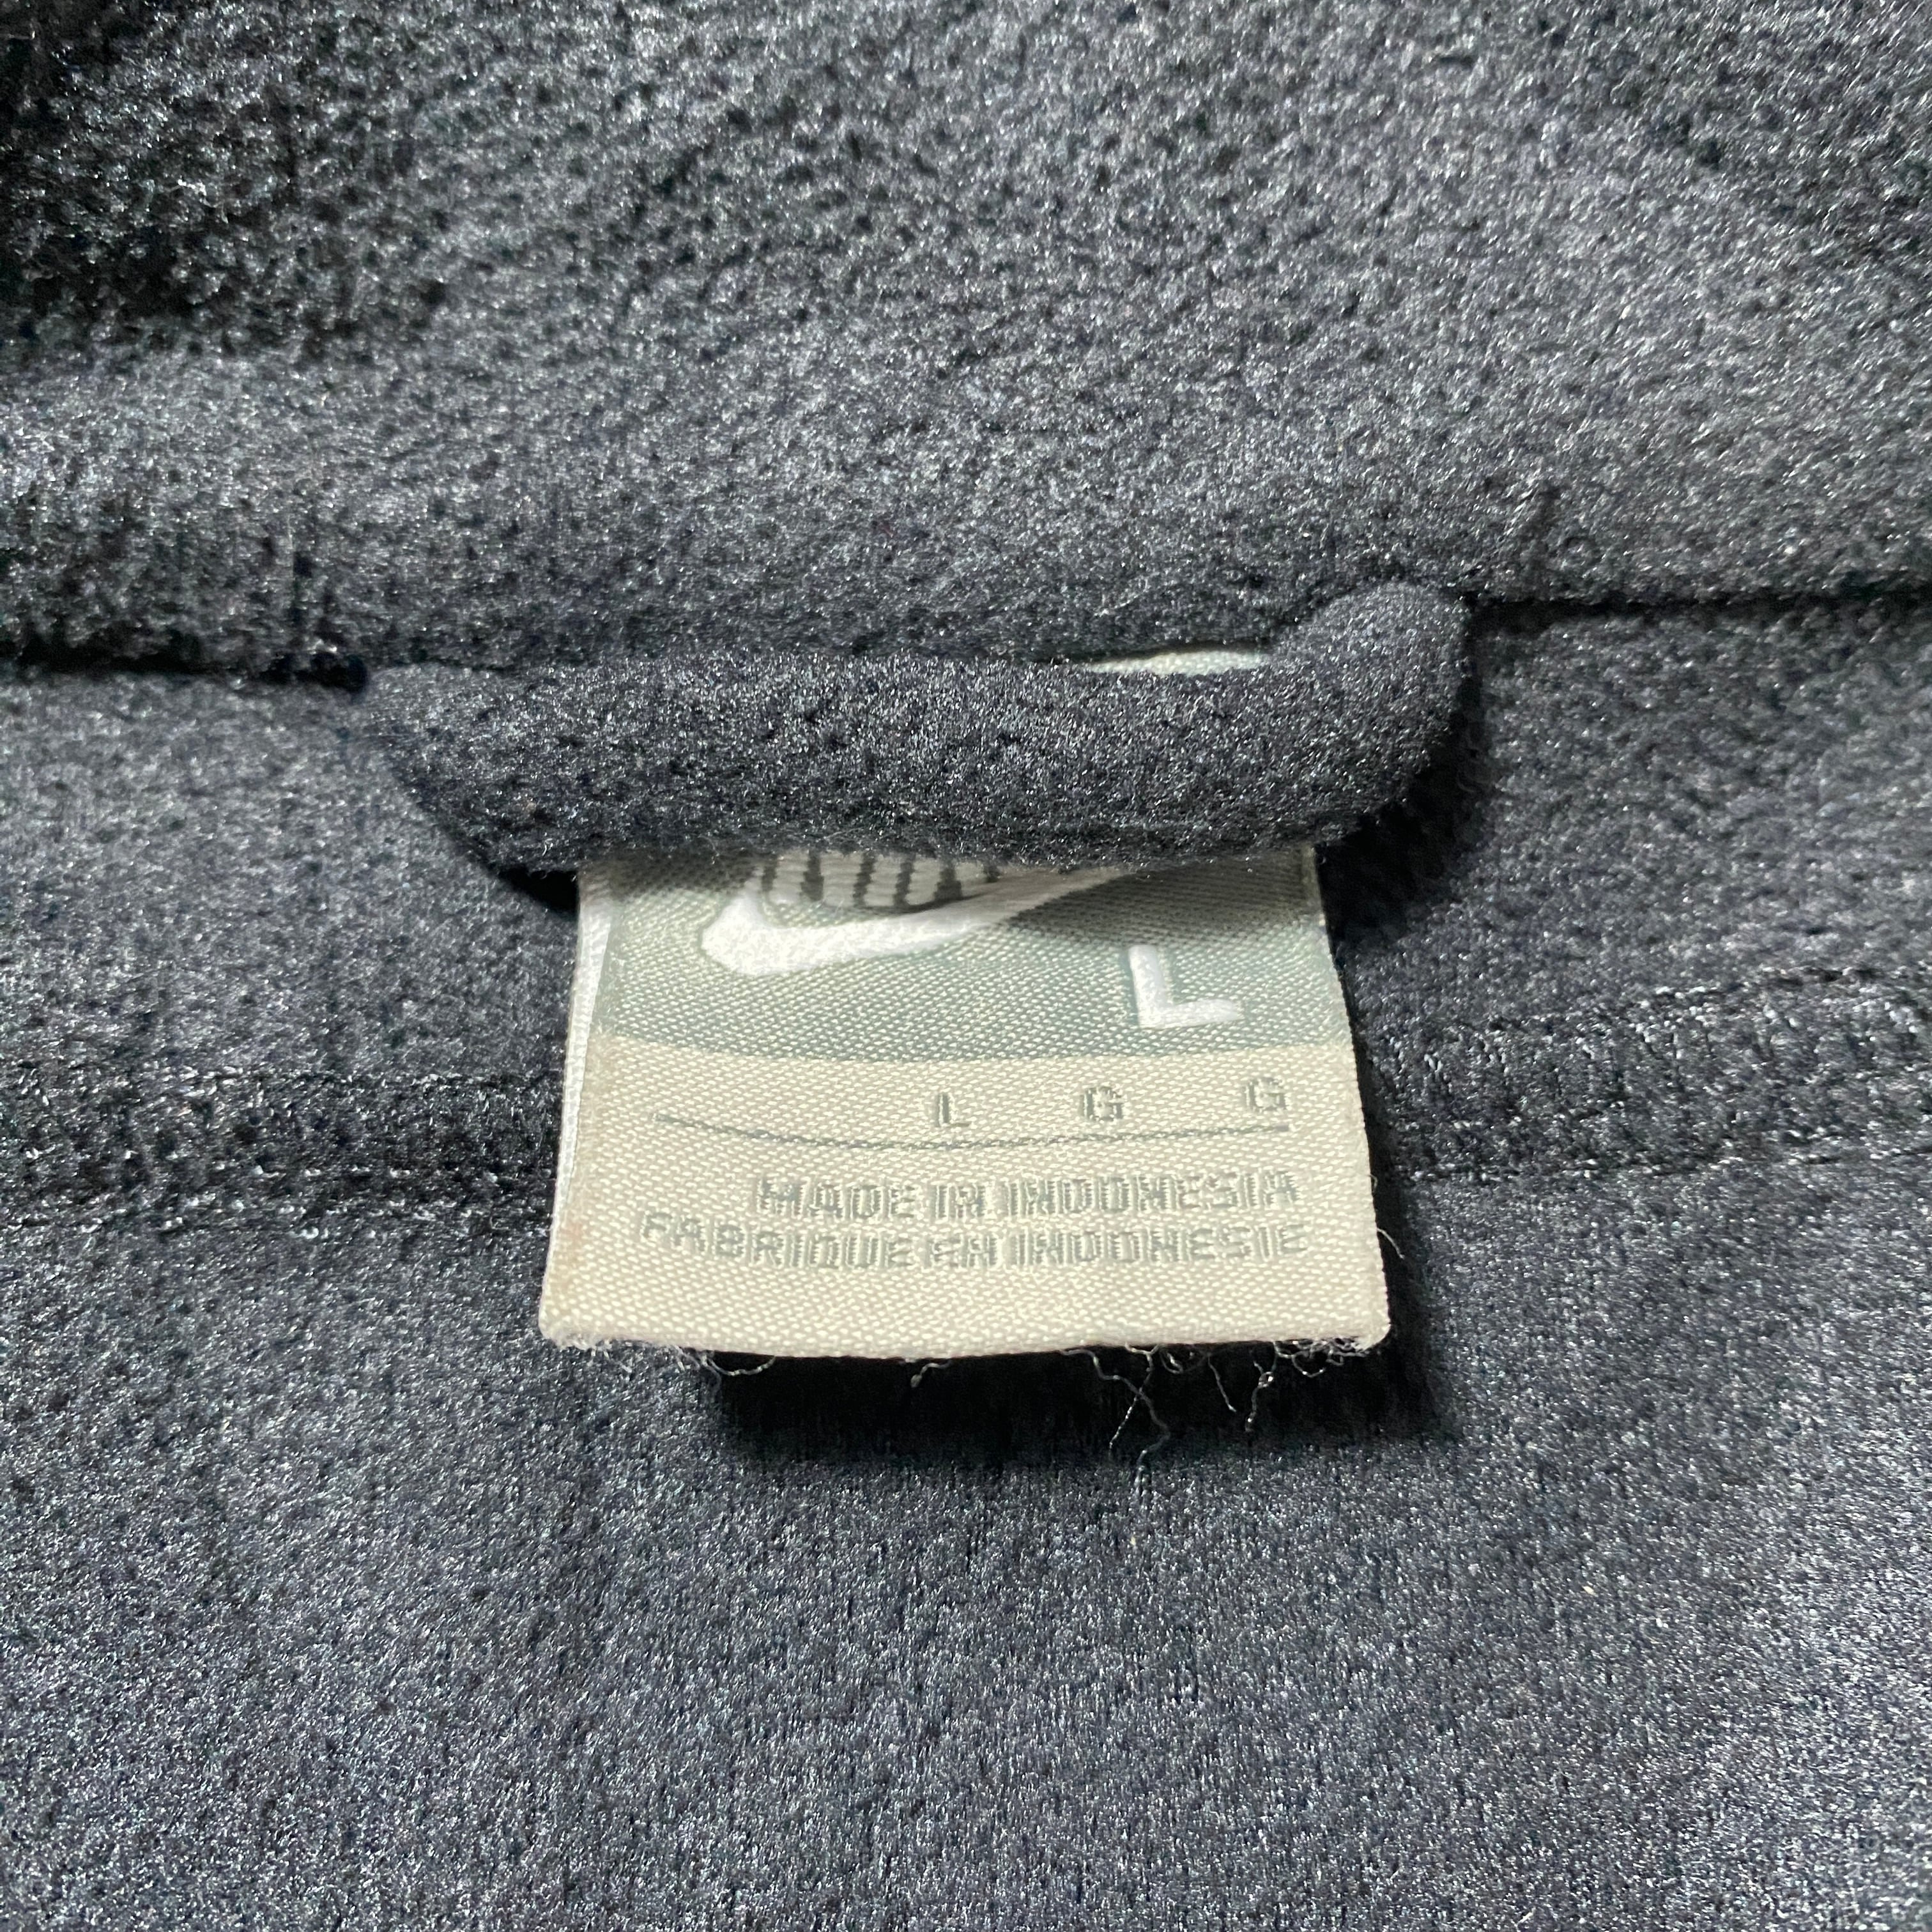 L
L G G
MADE IN INDONESIA
FABRIQUE EN INDONESIE